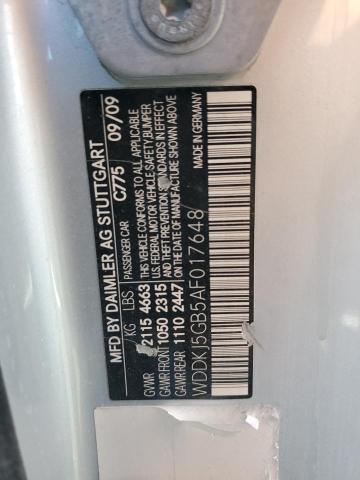 MFD BY DAIMLER AG STUTTGART
PASSENGER CAR C775 09/09
KG LBS
GVWR 2115 4663
GAWR FRONT 1050 2315
GAWR REAR 1110 2447
THIS VEHICLE CONFORMS TO ALL APPLICABLE
U.S. FEDERAL MOTOR VEHICLE SAFETY, BUMPER
AND THEFT PREVENTION STANDARDS IN EFFECT
ON THE DATE OF MANUFACTURE SHOWN ABOVE
MADE IN GERMANY
WDDKJ5GB5AF017648